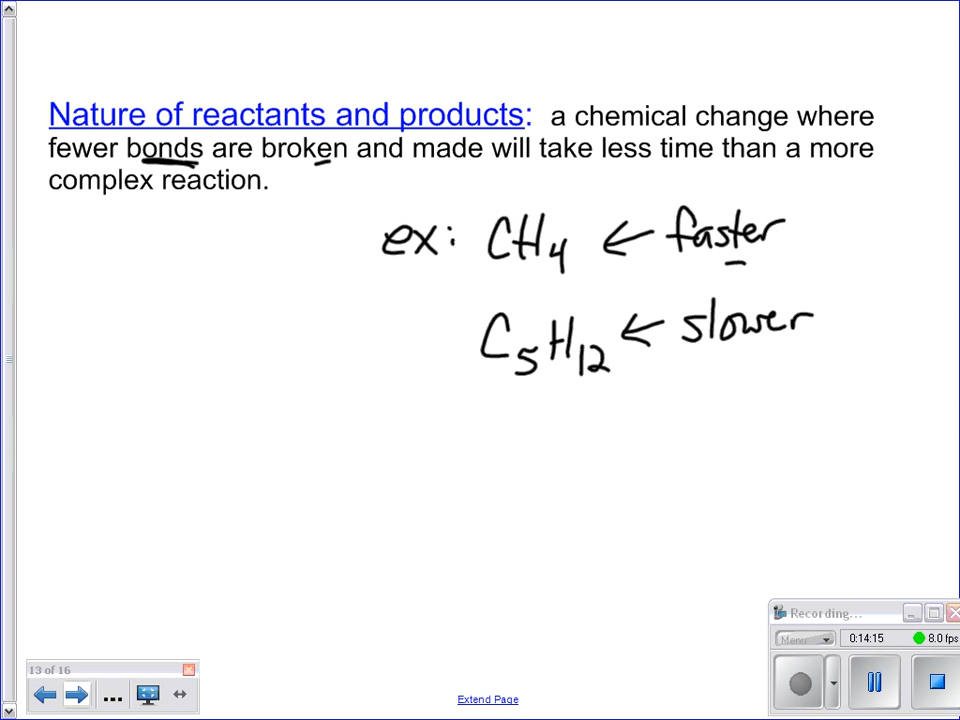 Nature of reactants and products: a chemical change where
fewer bonds are broken and made will take less time than a more
complex reaction.
ex: CH4 ← faster
C5H12 ← slower
Recording...
Menu 0:14:15 8.0 fps
13 of 16
...
Extend Page